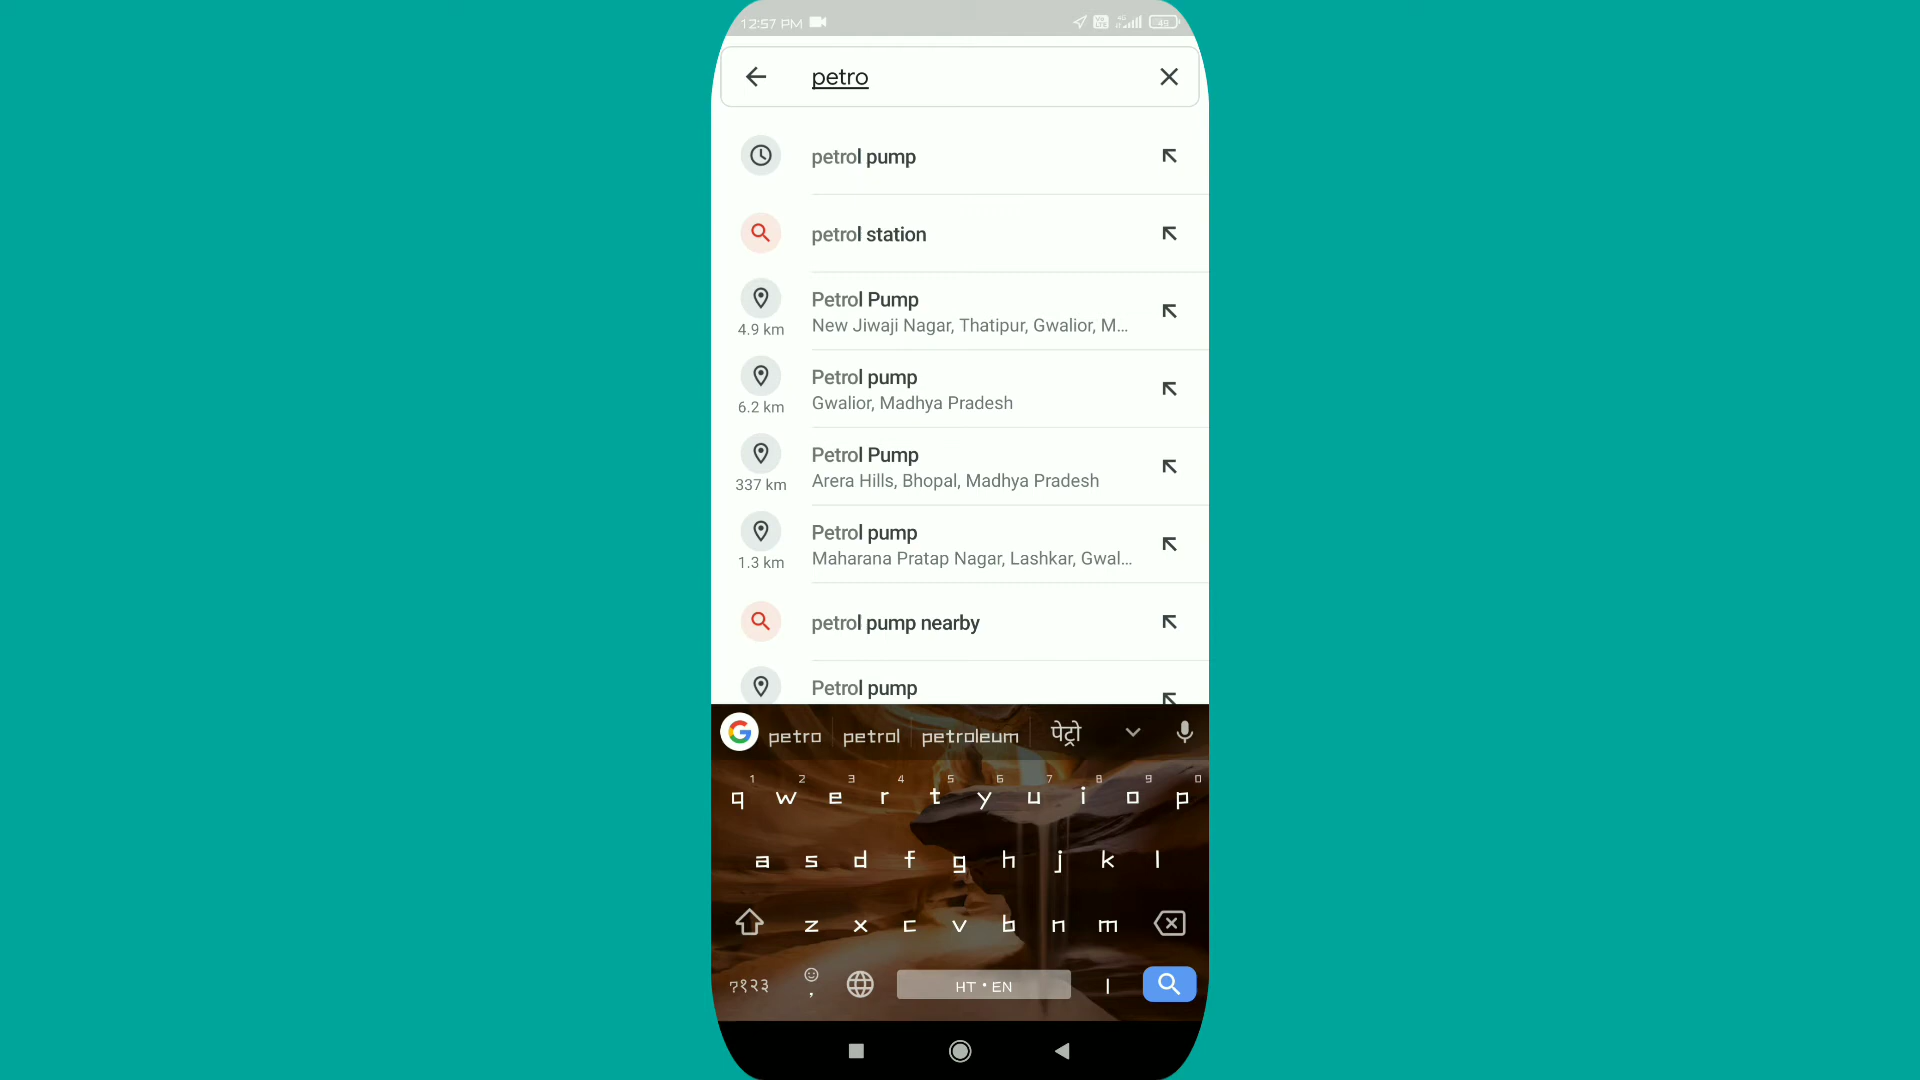 12:57 PM
4G
49
petro
petrol pump
petrol station
Petrol Pump
4.9 km
New Jiwaji Nagar, Thatipur, Gwalior, M...
Petrol pump
6.2 km
Gwalior, Madhya Pradesh
Petrol Pump
337 km
Arera Hills, Bhopal, Madhya Pradesh
Petrol pump
1.3 km
Maharana Pratap Nagar, Lashkar, Gwal...
petrol pump nearby
Petrol pump
petro petrol petroleum पेट्रो
1 2 3 4 5 6 7 8 9 0
q w e r t y u i o p
a s d f g h j k l
z x c v b n m
?१२३ , HT • EN |